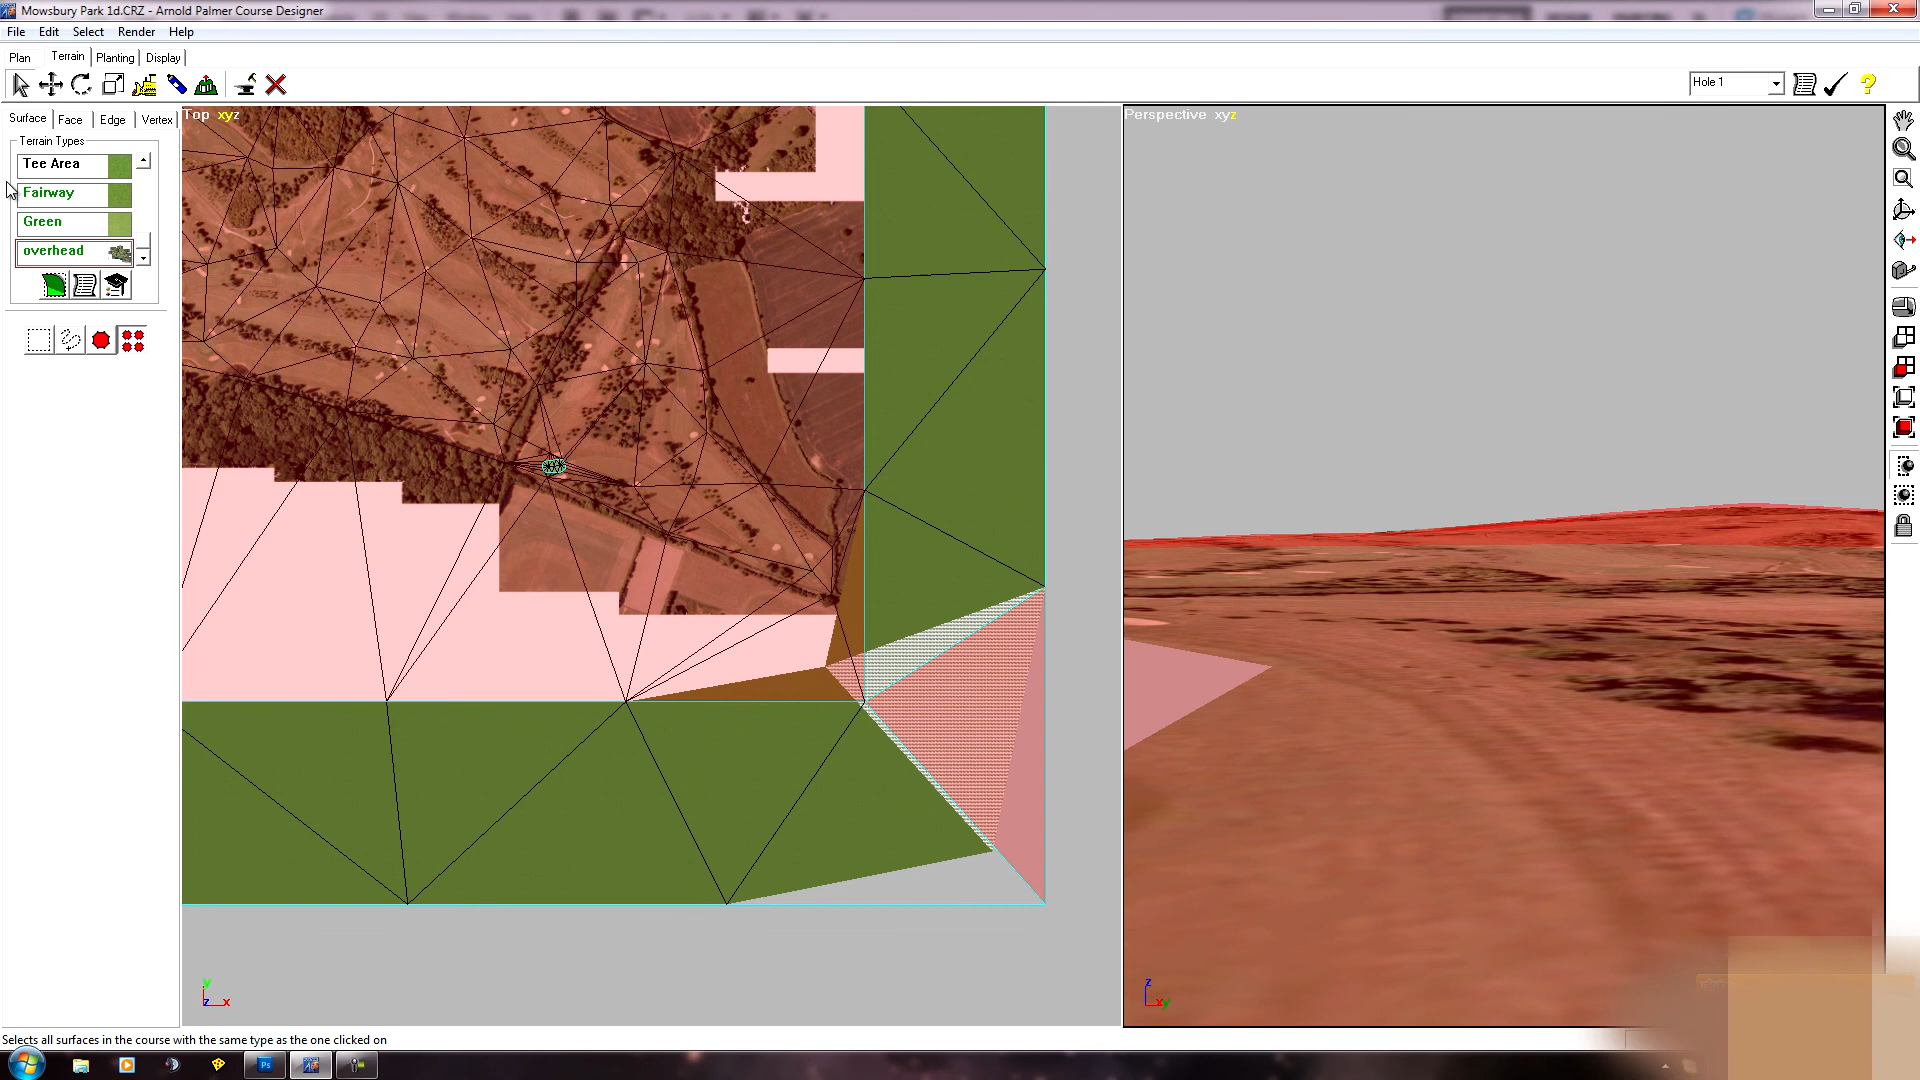 Mowsbury Park 1d.CRZ - Arnold Palmer Course Designer
File Edit Select Render Help
Plan Terrain Planting Display
Hole 1
Surface Face Edge Vertex
Terrain Types
Tee Area
Fairway
Green
overhead
Top xyz
Perspective xyz
y
z x
z
xy
Selects all surfaces in the course with the same type as the one clicked on
Ps